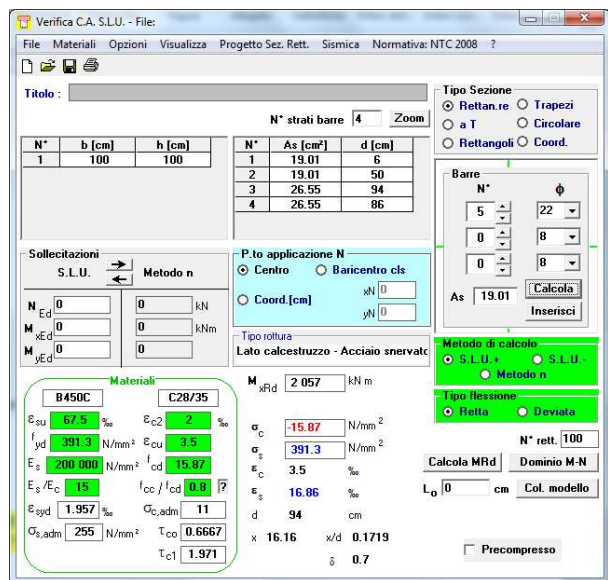 Verifica C.A. S.L.U. - File:
File Materiali Opzioni Visualizza Progetto Sez. Rett. Sismica Normativa: NTC 2008 ?
Titolo :
N° strati barre 4 Zoom
Tipo Sezione
Rettan.re Trapezi
a T Circolare
Rettangoli Coord.
N° b [cm] h [cm]
1 100 100
N° As [cm²] d [cm]
1 19.01 6
2 19.01 50
3 26.55 94
4 26.55 86
Barre
N° ϕ
5 22
0 8
0 8
As 19.01 Calcola
Inserisci
Sollecitazioni
S.L.U. Metodo n
N Ed 0 0 kN
M xEd 0 0 kNm
M yEd 0 0
P.to applicazione N
Centro Baricentro cls
Coord.[cm] xN 0
yN 0
Tipo rottura
Lato calcestruzzo - Acciaio snervato
Metodo di calcolo
S.L.U.+ S.L.U.-
Metodo n
Tipo flessione
Retta Deviata
N° rett. 100
Calcola MRd Dominio M-N
L₀ 0 cm Col. modello
Precompresso
Materiali
B450C C28/35
εsu 67.5 ‰ εc2 2 ‰
fyd 391.3 N/mm² εcu 3.5
Es 200 000 N/mm² fcd 15.87
Es/Ec 15 fcc/fcd 0.8 ?
εsyd 1.957 ‰ σc,adm 11
σs,adm 255 N/mm² τco 0.6667
τc1 1.971
M xRd 2 057 kN m
σc -15.87 N/mm²
σs 391.3 N/mm²
εc 3.5 ‰
εs 16.86 ‰
d 94 cm
x 16.16 x/d 0.1719
δ 0.7